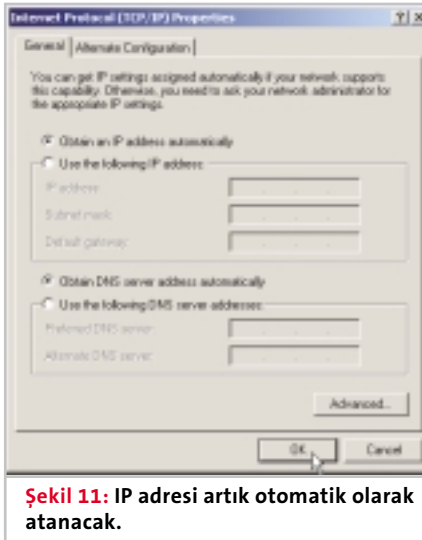 Internet Protocol (TCP/IP) Properties
General
Alternate Configuration
You can get IP settings assigned automatically if your network supports
this capability. Otherwise, you need to ask your network administrator for
the appropriate IP settings.
Obtain an IP address automatically
Use the following IP address:
IP address:
Subnet mask:
Default gateway:
Obtain DNS server address automatically
Use the following DNS server addresses:
Preferred DNS server:
Alternate DNS server:
Advanced...
OK
Cancel
Şekil 11: IP adresi artık otomatik olarak
atanacak.